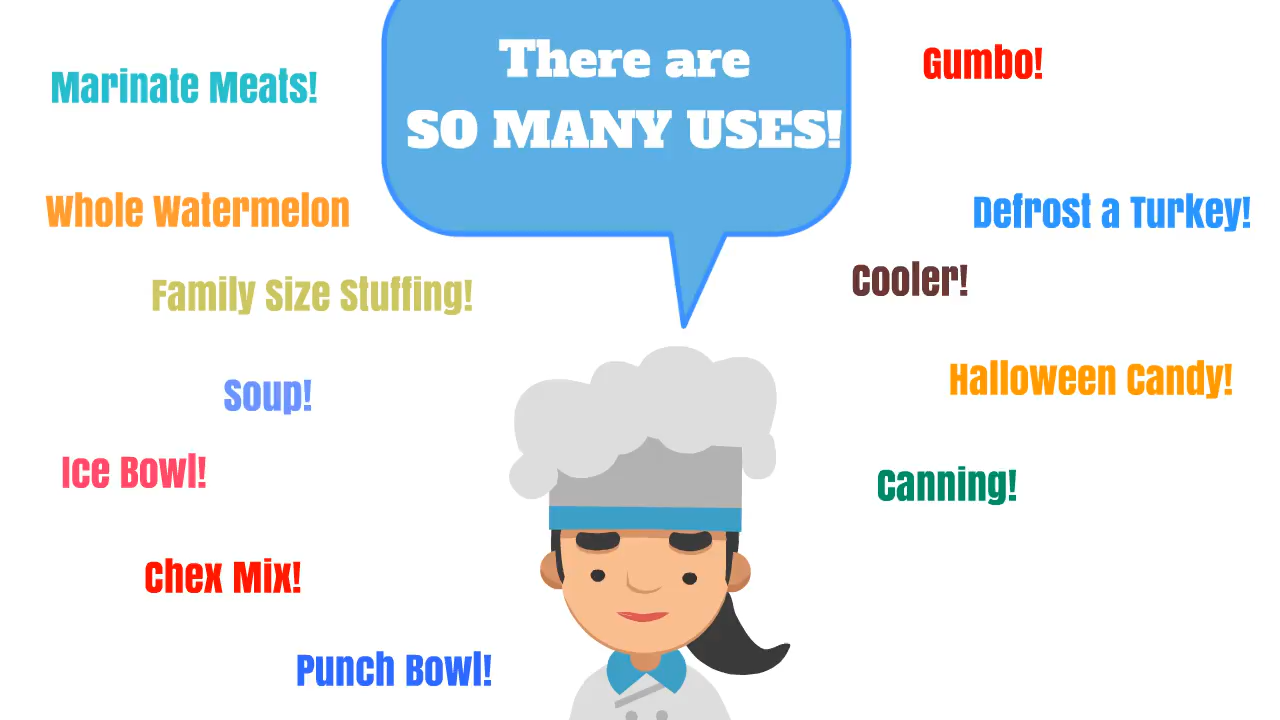 There are
SO MANY USES!
Marinate Meats!
Whole Watermelon
Family Size Stuffing!
Soup!
Ice Bowl!
Chex Mix!
Punch Bowl!
Gumbo!
Defrost a Turkey!
Cooler!
Halloween Candy!
Canning!